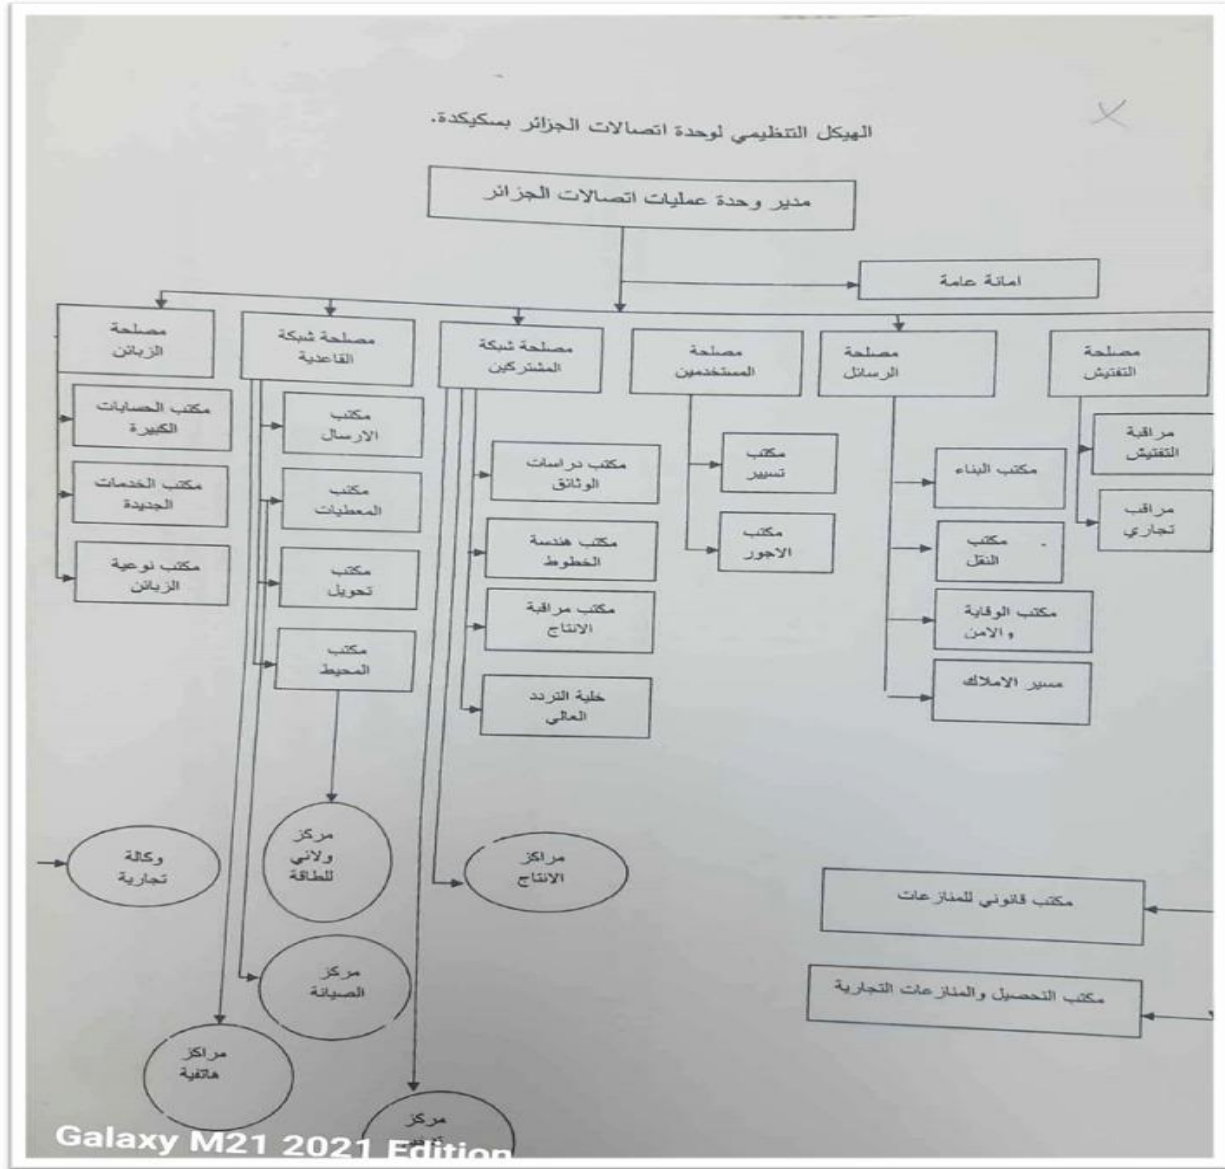 الهيكل التنظيمي لوحدة اتصالات الجزائر بسكيكدة.
مدير وحدة عمليات اتصالات الجزائر
امانة عامة
مصلحة
التفتيش
مصلحة
الرسائل
مصلحة
المستخدمين
مصلحة شبكة
المشتركين
مصلحة شبكة
القاعدية
مصلحة
الزبائن
مراقبة
التفتيش
مراقب
تجاري
مكتب البناء
مكتب
النقل
مكتب الوقاية
والامن
مسير الاملاك
مكتب
تسيير
مكتب
الاجور
مكتب دراسات
الوثائق
مكتب هندسة
الخطوط
مكتب مراقبة
الانتاج
خلية التردد
العالي
مكتب
الارسال
مكتب
المعطيات
مكتب
تحويل
مكتب
المحيط
مكتب الحسابات
الكبيرة
مكتب الخدمات
الجديدة
مكتب نوعية
الزبائن
مكتب قانوني للمنازعات
مكتب التحصيل والمنازعات التجارية
مراكز
الانتاج
مركز
ولائي
للطاقة
وكالة
تجارية
مركز
الصيانة
مراكز
هاتفية
مركز
Galaxy M21 2021 Edition